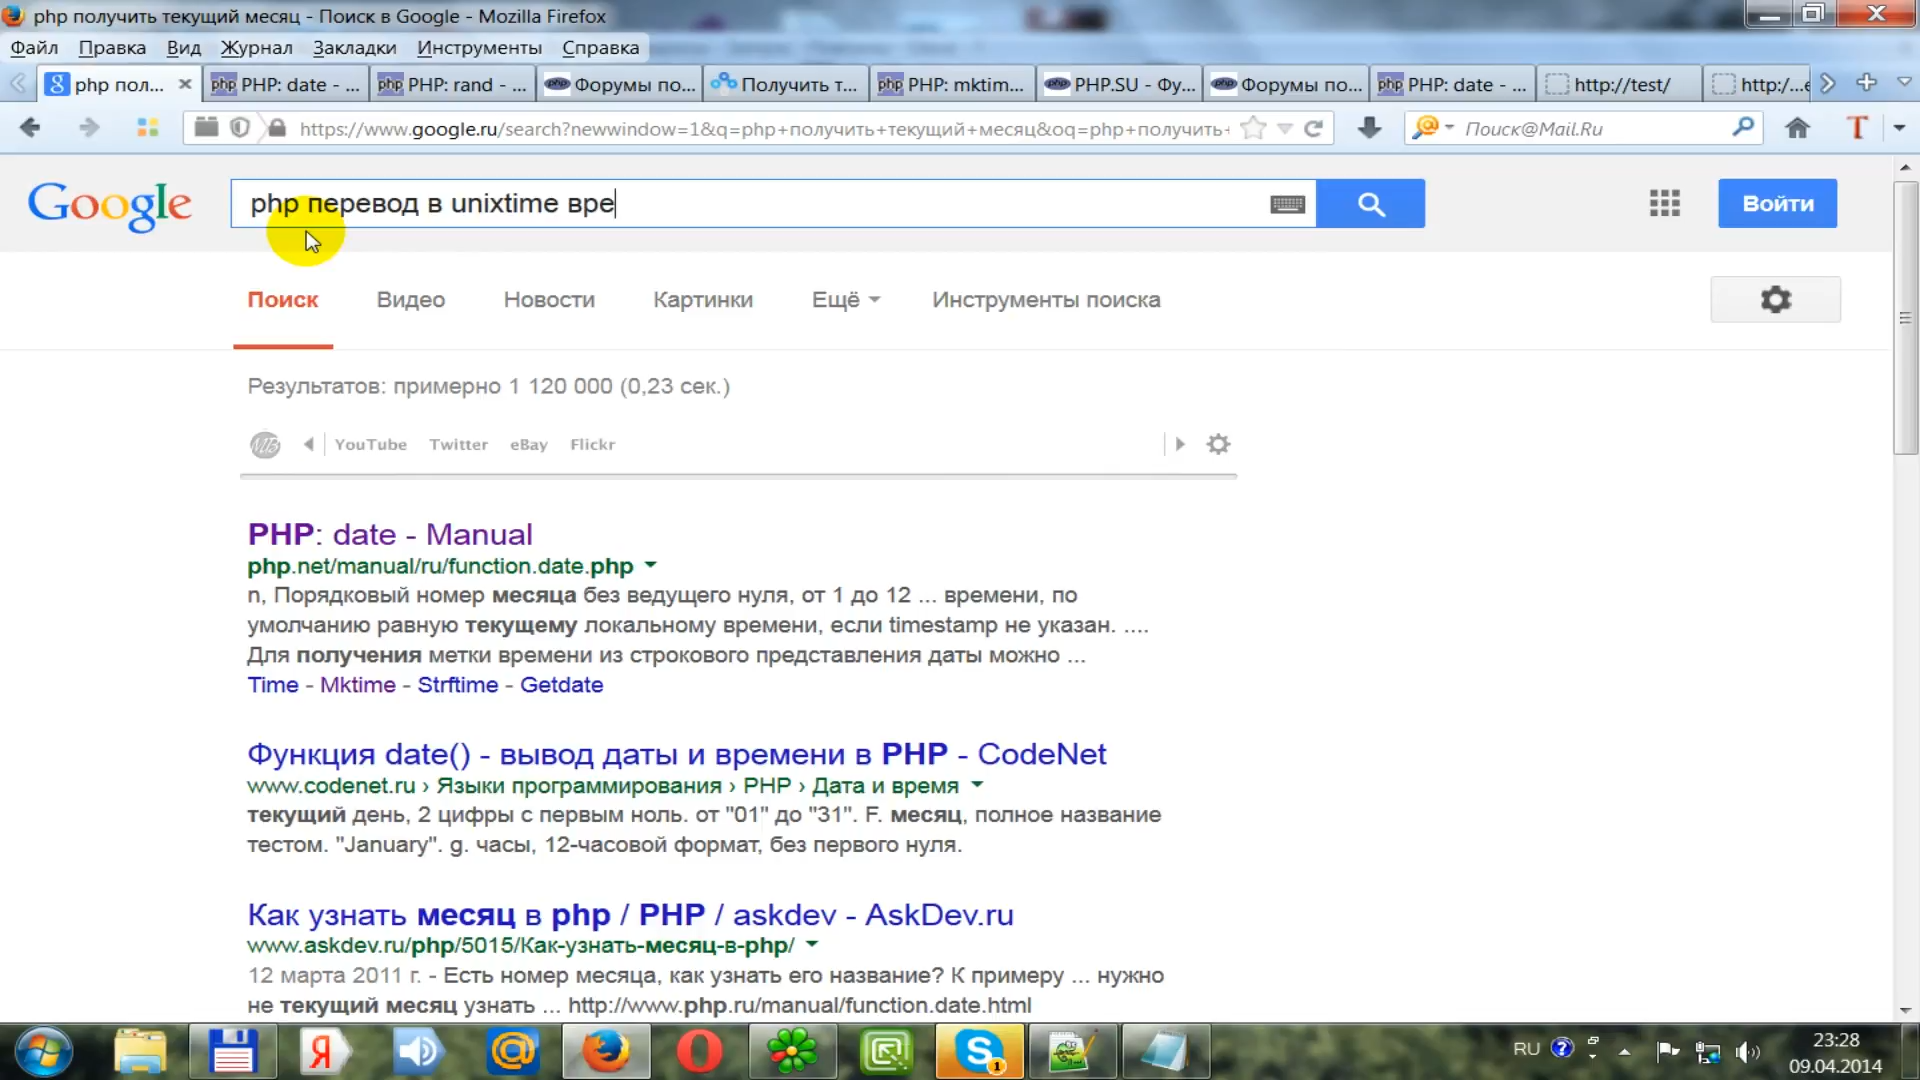 php получить текущий месяц - Поиск в Google - Mozilla Firefox
Файл Правка Вид Журнал Закладки Инструменты Справка
php пол... PHP: date - ... PHP: rand - ... Форумы по... Получить т... PHP: mktim... PHP.SU - Фу... Форумы по... PHP: date - ... http://test/ http:/...е
https://www.google.ru/search?newwindow=1&q=php+получить+текущий+месяц&oq=php+получить+ Поиск@Mail.Ru
Google php перевод в unixtime вре Войти
Поиск Видео Новости Картинки Ещё Инструменты поиска
Результатов: примерно 1 120 000 (0,23 сек.)
YouTube Twitter eBay Flickr
PHP: date - Manual
php.net/manual/ru/function.date.php
n, Порядковый номер месяца без ведущего нуля, от 1 до 12 ... времени, по
умолчанию равную текущему локальному времени, если timestamp не указан. ....
Для получения метки времени из строкового представления даты можно ...
Time - Mktime - Strftime - Getdate
Функция date() - вывод даты и времени в PHP - CodeNet
www.codenet.ru › Языки программирования › PHP › Дата и время
текущий день, 2 цифры с первым ноль. от "01" до "31". F. месяц, полное название
тестом. "January". g. часы, 12-часовой формат, без первого нуля.
Как узнать месяц в php / PHP / askdev - AskDev.ru
www.askdev.ru/php/5015/Как-узнать-месяц-в-php/
12 марта 2011 г. - Есть номер месяца, как узнать его название? К примеру ... нужно
не текущий месяц узнать ... http://www.php.ru/manual/function.date.html
RU 23:28
09.04.2014